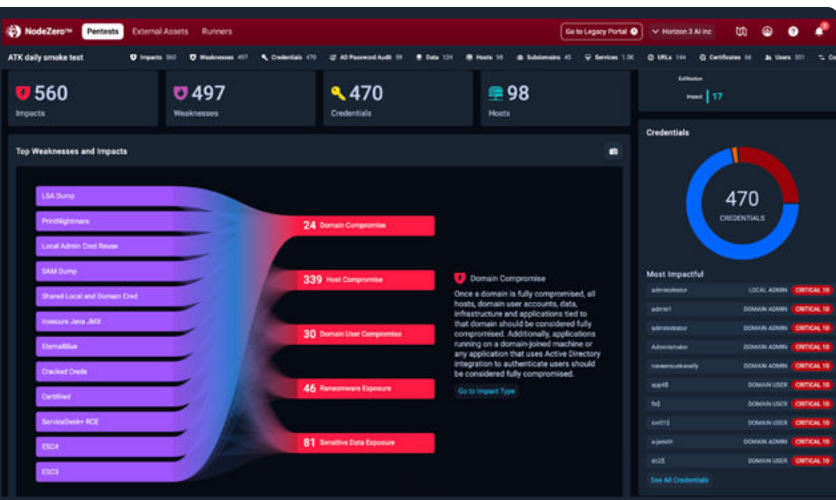 NodeZero™ Pentests External Assets Runners Go to Legacy Portal Horizon 3 AI Inc
ATK daily smoke test Impacts 560 Weaknesses 497 Credentials 470 AD Password Audit 59 Data 124 Hosts 98 Subdomains 45 Services 1.5K URLs 144 Certificates 56 Users 301
560
Impacts
497
Weaknesses
470
Credentials
98
Hosts
Exfiltration
Impact 17
Top Weaknesses and Impacts
LSA Dump
PrintNightmare
Local Admin Cred Reuse
SAM Dump
Shared Local and Domain Cred
Insecure Java JMX
EternalBlue
Cracked Creds
Certifried
ServiceDesk+ RCE
ESC4
ESC3
24 Domain Compromise
339 Host Compromise
30 Domain User Compromise
46 Ransomware Exposure
81 Sensitive Data Exposure
Domain Compromise
Once a domain is fully compromised, all
hosts, domain user accounts, data,
infrastructure and applications tied to
that domain should be considered fully
compromised. Additionally, applications
running on a domain-joined machine or
any application that uses Active Directory
integration to authenticate users should
be considered fully compromised.
Go to Impact Type
Credentials
470
CREDENTIALS
Most Impactful
administrator LOCAL ADMIN CRITICAL 10
admin1 DOMAIN ADMIN CRITICAL 10
administrator DOMAIN ADMIN CRITICAL 10
Administrator DOMAIN ADMIN CRITICAL 10
DOMAIN ADMIN CRITICAL 10
DOMAIN USER CRITICAL 10
DOMAIN USER CRITICAL 10
DOMAIN USER CRITICAL 10
DOMAIN ADMIN CRITICAL 10
DOMAIN USER CRITICAL 10
See All Credentials